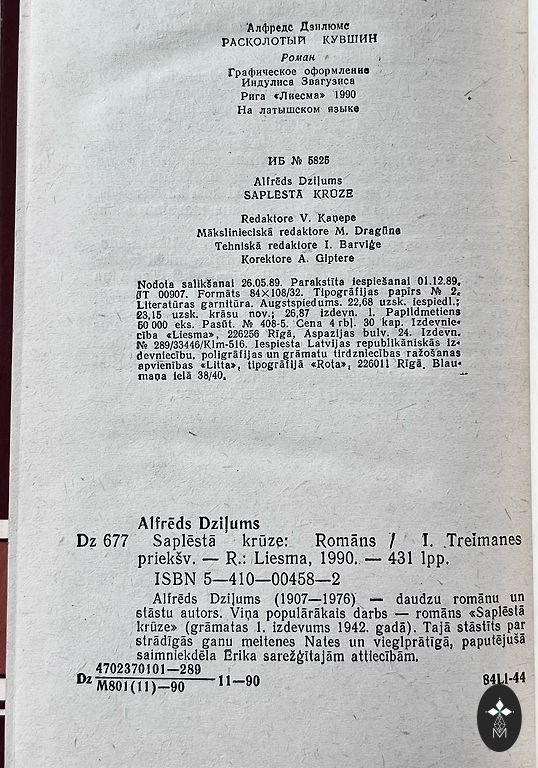 Алфредс Дзилюмс
РАСКОЛОТЫЙ КУВШИН
Роман
Графическое оформление
Индулиса Звагузиса
Рига «Лиесма» 1990
На латышском языке
ИБ № 5825
Alfrēds Dziļums
SAPLĒSTĀ KRŪZE
Redaktore V. Kaņepe
Mākslinieciskā redaktore M. Dragūne
Tehniskā redaktore I. Barviģe
Korektore A. Giptere
Nodota salikšanai 26.05.89. Parakstīta iespiešanai 01.12.89.
JT 00907. Formāts 84×108/32. Tipogrāfijas papīrs № 2.
Literatūras garnitūra. Augstspiedums. 22,68 uzsk. iespiedl.;
23,15 uzsk. krāsu nov.; 26,87 izdevn. l. Papildmetiens
60 000 eks. Pasūt. № 408-5. Cena 4 rbļ. 30 kap. Izdevnie-
cība «Liesma», 226256 Rīgā, Aspazijas bulv. 24. Izdevn.
№ 289/33446/Klm-516. Iespiesta Latvijas republikāniskās iz-
devniecību, poligrāfijas un grāmatu tirdzniecības ražošanas
apvienības «Litta», tipogrāfijā «Rota», 226011 Rīgā, Blau-
maņa ielā 38/40.
Alfrēds Dziļums
Dz 677 Saplēstā krūze: Romāns / I. Treimanes
priekšv. — R.: Liesma, 1990. — 431 lpp.
ISBN 5—410—00458—2
Alfrēds Dziļums (1907—1976) — daudzu romānu un
stāstu autors. Viņa populārākais darbs — romāns «Saplēstā
krūze» (grāmatas 1. izdevums 1942. gadā). Tajā stāstīts par
strādīgās ganu meitenes Nates un vieglprātīgā, paputējušā
saimniekdēla Ērika sarežģītajām attiecībām.
Dz 4702370101—289
M801(11)—90 11—90
84Ll-44
M